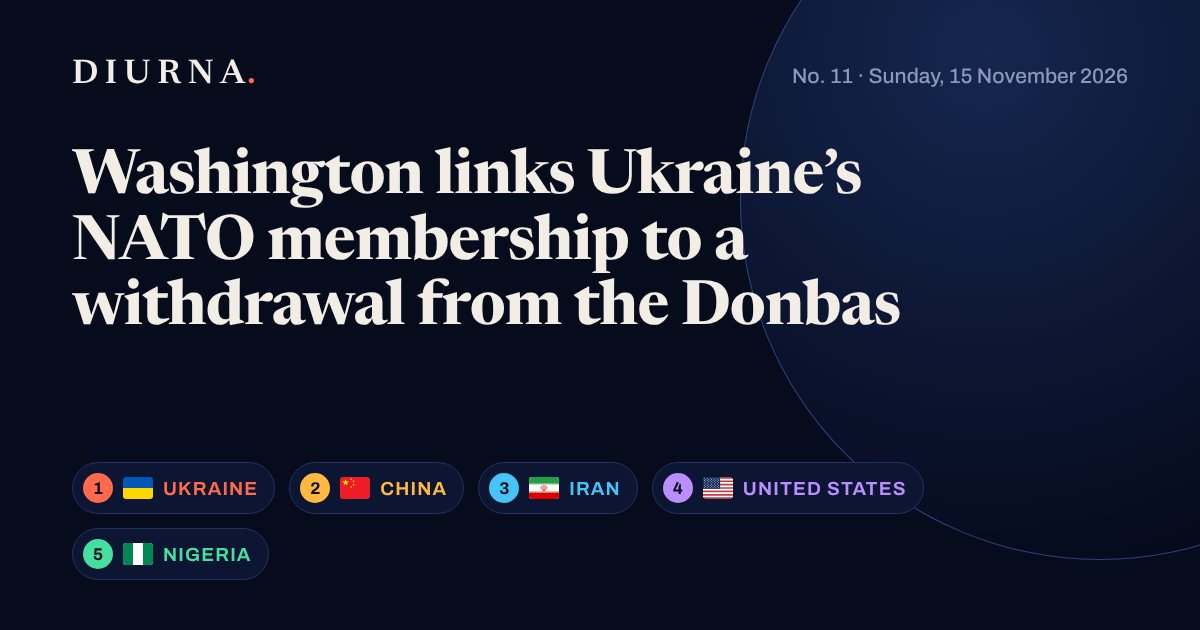 DIURNA.
No. 11 · Sunday, 15 November 2026
Washington links Ukraine’s
NATO membership to a
withdrawal from the Donbas
1 UKRAINE
2 CHINA
3 IRAN
4 UNITED STATES
5 NIGERIA